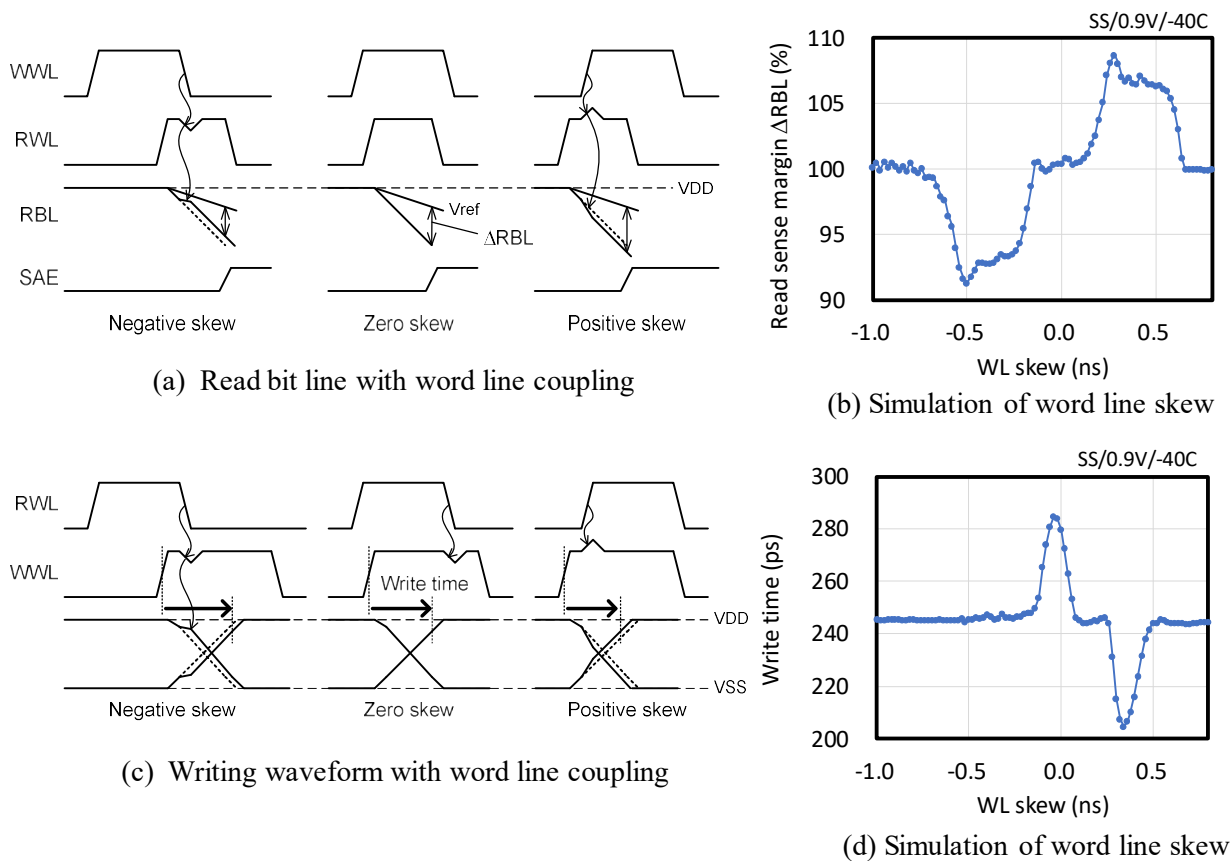 WWL
RWL
RBL
SAE
VDD
Vref
ΔRBL
Negative skew
Zero skew
Positive skew
(a) Read bit line with word line coupling
SS/0.9V/-40C
Read sense margin ΔRBL (%)
110
105
100
95
90
-1.0
-0.5
0.0
0.5
WL skew (ns)
(b) Simulation of word line skew
RWL
WWL
Write time
VDD
VSS
Negative skew
Zero skew
Positive skew
(c) Writing waveform with word line coupling
SS/0.9V/-40C
Write time (ps)
300
280
260
240
220
200
-1.0
-0.5
0.0
0.5
WL skew (ns)
(d) Simulation of word line skew